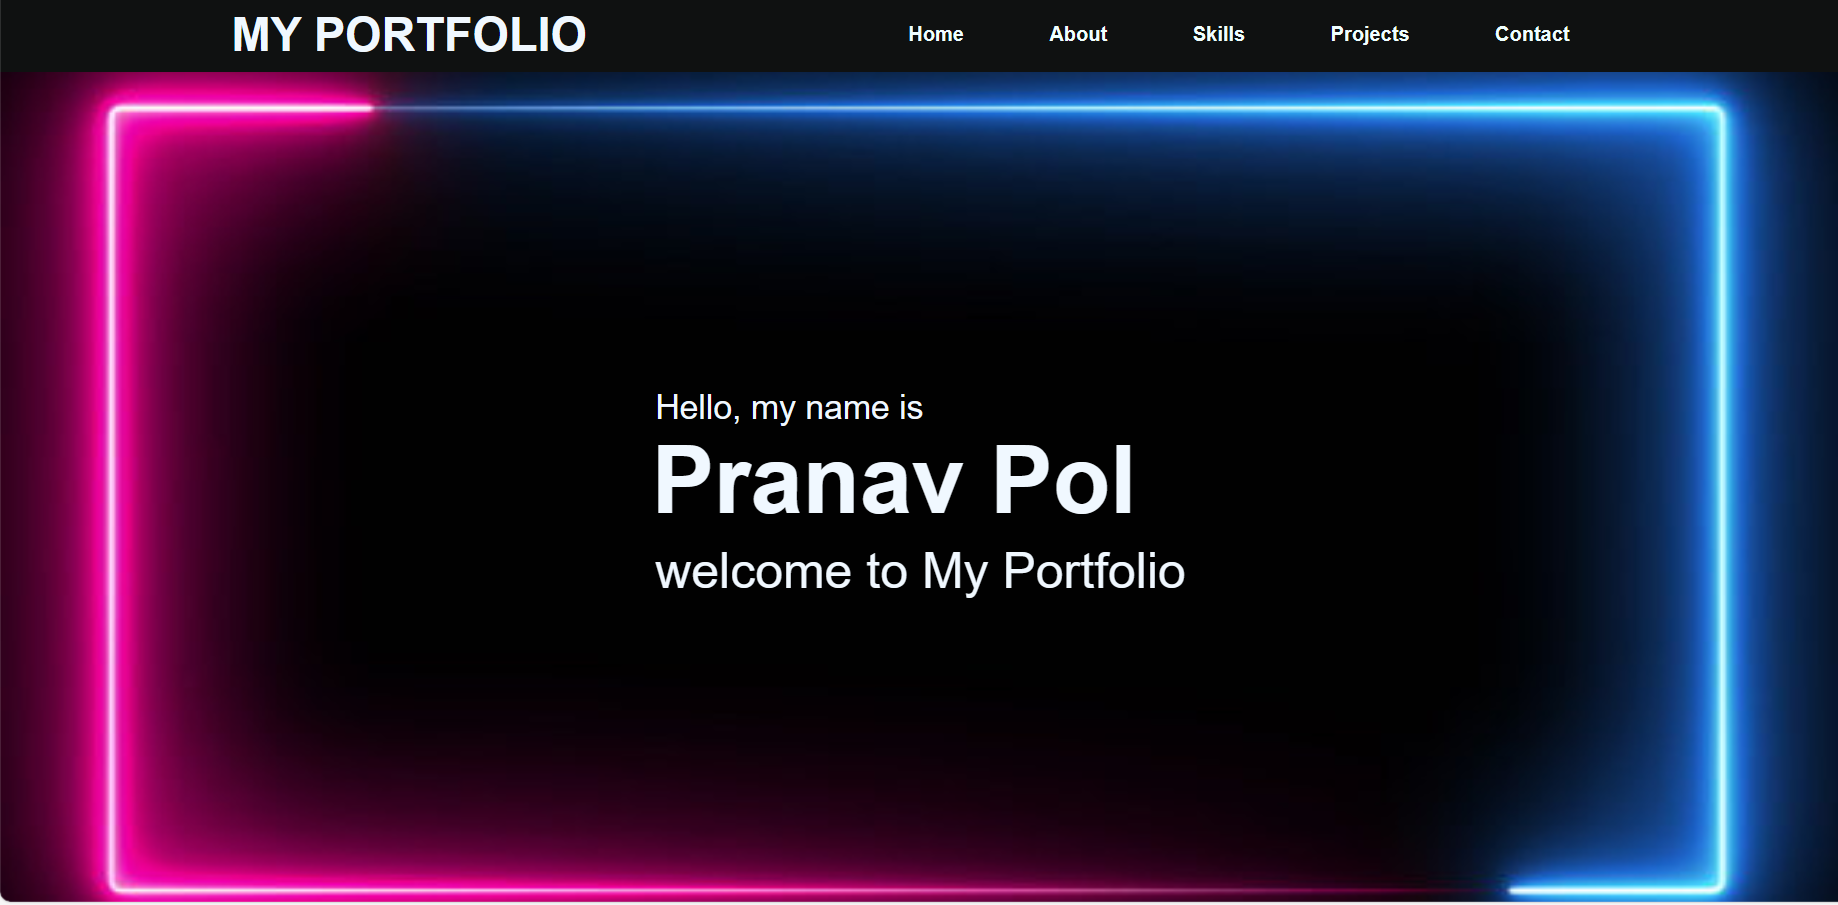 MY PORTFOLIO
Home About Skills Projects Contact
Hello, my name is
Pranav Pol
welcome to My Portfolio